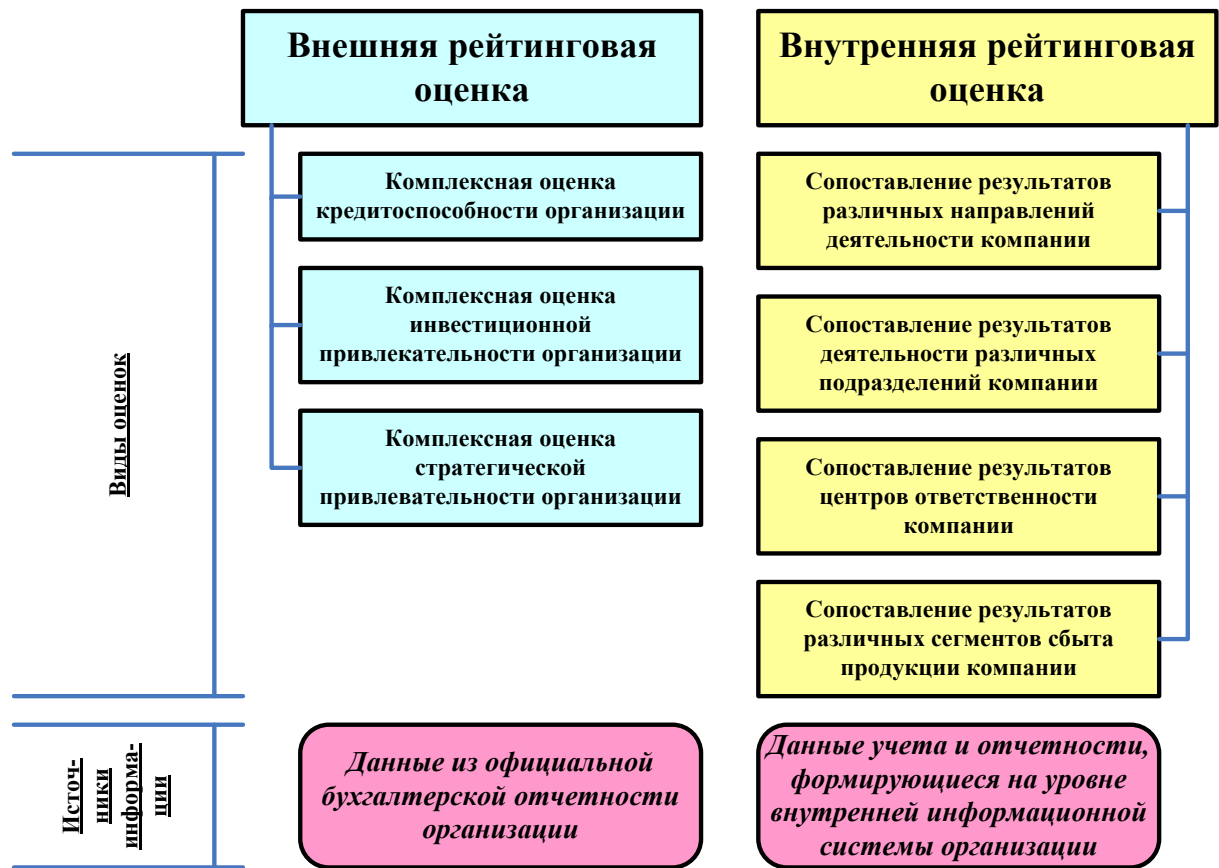 Внешняя рейтинговая
оценка
Внутренняя рейтинговая
оценка
Виды оценок
Комплексная оценка
кредитоспособности организации
Комплексная оценка
инвестиционной
привлекательности организации
Комплексная оценка
стратегической
привлевательности организации
Сопоставление результатов
различных направлений
деятельности компании
Сопоставление результатов
деятельности различных
подразделений компании
Сопоставление результатов
центров ответственности
компании
Сопоставление результатов
различных сегментов сбыта
продукции компании
Источ-
ники
информа-
ции
Данные из официальной
бухгалтерской отчетности
организации
Данные учета и отчетности,
формирующиеся на уровне
внутренней информационной
системы организации